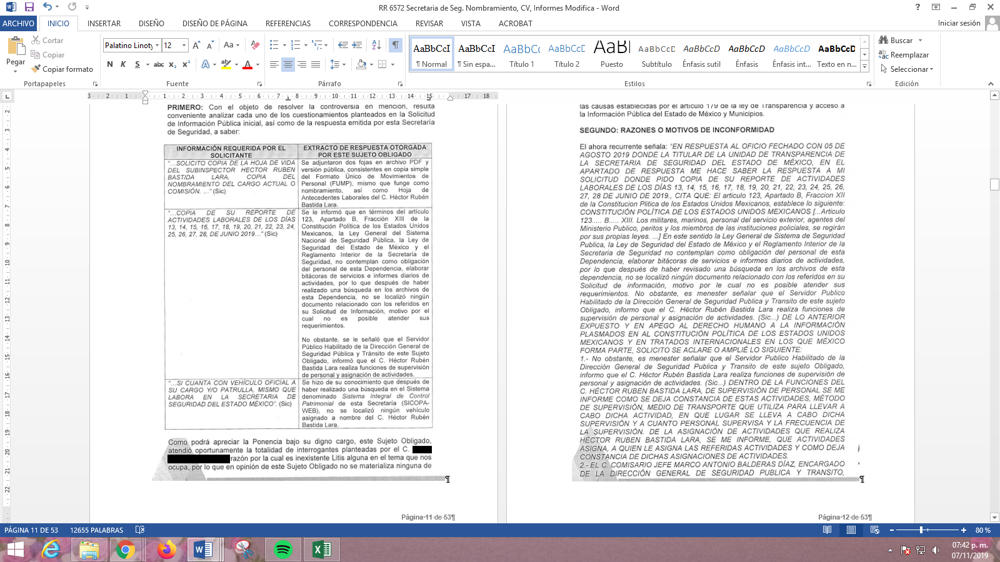 RR 6572 Secretaria de Seg. Nombramiento, CV, Informes Modifica - Word
ARCHIVO INICIO INSERTAR DISEÑO DISEÑO DE PÁGINA REFERENCIAS CORRESPONDENCIA REVISAR VISTA ACROBAT Iniciar sesión
Pegar
Cortar
Copiar
Copiar formato
Portapapeles
Palatino Linoty 12
N K S abc x₂ x²
Fuente
Párrafo
AaBbCcI ¶ Normal
AaBbCcI ¶ Sin espa...
AaBbCc Título 1
AaBbCcD Título 2
AaBl Puesto
AaBbCcD Subtítulo
AaBbCcD Énfasis sutil
AaBbCcD Énfasis
AaBbCcD Énfasis int...
AaBbCcD Texto en n...
Estilos
Buscar
Reemplazar
Seleccionar
Edición
3 2 1 1 2 3 4 5 6 7 8 9 10 11 12 13 14 15 17 18
PRIMERO: Con el objeto de resolver la controversia en mención, resulta
conveniente analizar cada uno de los cuestionamientos planteados en la Solicitud
de Información Pública inicial, así como de la respuesta emitida por esta Secretaría
de Seguridad, a saber:
INFORMACIÓN REQUERIDA POR EL
SOLICITANTE
EXTRACTO DE RESPUESTA OTORGADA
POR ESTE SUJETO OBLIGADO
"...SOLICITO COPIA DE LA HOJA DE VIDA
DEL SUBINSPECTOR HECTOR RUBEN
BASTIDA LARA, COPIA DEL
NOMBRAMIENTO DEL CARGO ACTUAL O
COMISIÓN. ..." (Sic)
Se adjuntaron dos fojas en archivo PDF y
versión pública, consistentes en copia simple
del Formato Único de Movimientos de
Personal (FUMP), mismo que funge como
nombramiento, así como Hoja de
Antecedentes Laborales del C. Héctor Rubén
Bastida Lara.
"...COPIA DE SU REPORTE DE
ACTIVIDADES LABORALES DE LOS DÍAS
13, 14, 15, 16, 17, 18, 19, 20, 21, 22, 23, 24,
25, 26, 27, 28, DE JUNIO 2019..." (Sic)
Se le informó que en términos del artículo
123, Apartado B, Fracción XIII de la
Constitución Política de los Estados Unidos
Mexicanos, la Ley General del Sistema
Nacional de Seguridad Pública, la Ley de
Seguridad del Estado de México y el
Reglamento Interior de la Secretaría de
Seguridad, no contemplan como obligación
del personal de esta Dependencia, elaborar
bitácoras de servicios e informes diarios de
actividades, por lo que después de haber
realizado una búsqueda en los archivos de
esta Dependencia, no se localizó ningún
documento relacionado con los referidos en
su Solicitud de Información, motivo por el
cual no es posible atender sus
requerimientos.
No obstante, se le señaló que el Servidor
Público Habilitado de la Dirección General de
Seguridad Pública y Tránsito de este Sujeto
Obligado, informó que el C. Héctor Rubén
Bastida Lara realiza funciones de supervisión
de personal y asignación de actividades.
"...SI CUANTA CON VEHÍCULO OFICIAL A
SU CARGO Y/O PATRULLA, MISMO QUE
LABORA EN LA SECRETARIA DE
SEGURIDAD DEL ESTADO MÉXICO". (Sic)
Se hizo de su conocimiento que después de
haber realizado una búsqueda en el Sistema
denominado Sistema Integral de Control
Patrimonial de esta Secretaría (SICOPA-
WEB), no se localizó ningún vehículo
asignado a nombre del C. Héctor Rubén
Bastida Lara.
Como podrá apreciar la Ponencia bajo su digno cargo, este Sujeto Obligado,
atendió oportunamente la totalidad de interrogantes planteadas por el C.
razón por la cual es inexistente Litis alguna en el tema que nos
ocupa, por lo que en opinión de este Sujeto Obligado no se materializa ninguna de
¶
Página·11·de·53¶
las causas establecidas por el artículo 179 de la ley de Transparencia y acceso a
la Información Pública del Estado de México y Municipios.
SEGUNDO: RAZONES O MOTIVOS DE INCONFORMIDAD
El ahora recurrente señala: "EN RESPUESTA AL OFICIO FECHADO CON 05 DE
AGOSTO 2019 DONDE LA TITULAR DE LA UNIDAD DE TRANSPARENCIA DE
LA SECRETARIA DE SEGURIDAD DEL ESTADO DE MÉXICO, EN EL
APARTADO DE RESPUESTA ME HACE SABER LA RESPUESTA A MI
SOLICITUD DONDE PIDO COPIA DE SU REPORTE DE ACTIVIDADES
LABORALES DE LOS DÍAS 13, 14, 15, 16, 17, 18, 19, 20, 21, 22, 23, 24, 25, 26,
27, 28 DE JUNIO DE 2019., CITA QUE: El articulo 123, Apartado B, Fraccion XII
de la Constitucion Plitica de los Estados Unidos Mexicanos, establece lo siguiente:
CONSTITUCIÓN POLÍTICA DE LOS ESTADOS UNIDOS MEXICANOS [...Articulo
123..... B..... XIII. Los militares, marinos, personal del servicio exterior, agentes del
Ministerio Publico, peritos y los miembros de las instituciones policiales, se regirán
por sus propias leyes. ...] En este sentido la Ley General de Sistema de Seguridad
Publica, la Ley de Seguridad del Estado de México y el Reglamento Interior de la
Secretaria de Seguridad no contemplan como obligación del personal de esta
Dependencia, elaborar bitácoras de servicios e informes diarios de actividades,
por lo que después de haber revisado una búsqueda en los archivos de esta
dependencia, no se localizó ningún documento relacionado con los referidos en su
Solicitud de información, motivo por le cual no es posible atender sus
requerimientos. No obstante, es menester señalar que el Servidor Publico
Habilitado de la Dirección General de Seguridad Publica y Transito de este sujeto
Obligado, informo que el C. Héctor Rubén Bastida Lara realiza funciones de
supervisión de personal y asignación de actividades. (Sic...) DE LO ANTERIOR
EXPUESTO Y EN APEGO AL DERECHO HUMANO A LA INFORMACIÓN
PLASMADOS EN AL CONSTITUCIÓN POLÍTICA DE LOS ESTADOS UNIDOS
MEXICANOS Y EN TRATADOS INTERNACIONALES EN LOS QUE MÉXICO
FORMA PARTE, SOLICITO SE ACLARE O AMPLIÉ LO SIGUIENTE:
1.- No obstante, es menester señalar que el Servidor Publico Habilitado de la
Dirección General de Seguridad Publica y Transito de este sujeto Obligado,
informo que el C. Héctor Rubén Bastida Lara realiza funciones de supervisión de
personal y asignación de actividades. (Sic...) DENTRO DE LA FUNCIONES DEL
C. HÉCTOR RUBEN BASTIDA LARA, DE SUPERVISIÓN DE PERSONAL SE ME
INFORME COMO SE DEJA CONSTANCIA DE ESTAS ACTIVIDADES, MÉTODO
DE SUPERVISIÓN, MEDIO DE TRANSPORTE QUE UTILIZA PARA LLEVAR A
CABO DICHA ACTIVIDAD, EN QUE LUGAR SE LLEVA A CABO DICHA
SUPERVISIÓN Y A CUANTO PERSONAL SUPERVISA Y LA FRECUENCIA DE
LA SUPERVISIÓN. DE LA ASIGNACIÓN DE ACTIVIDADES QUE REALIZA
HÉCTOR RUBEN BASTIDA LARA, SE ME INFORME, QUE ACTIVIDADES
ASIGNA, A QUIEN LE ASIGNA LAS REFERIDAS ACTIVIDADES Y COMO DEJA
CONSTANCIA DE DICHAS ASIGNACIONES DE ACTIVIDADES.
2.- EL C. COMISARIO JEFE MARCO ANTONIO BALDERAS DÍAZ, ENCARGADO
DE LA DIRECCIÓN GENERAL DE SEGURIDAD PUBLICA Y TRANSITO,
¶
Página·12·de·53¶
PÁGINA 11 DE 53 12655 PALABRAS 80 %
07:42 p. m.
07/11/2019